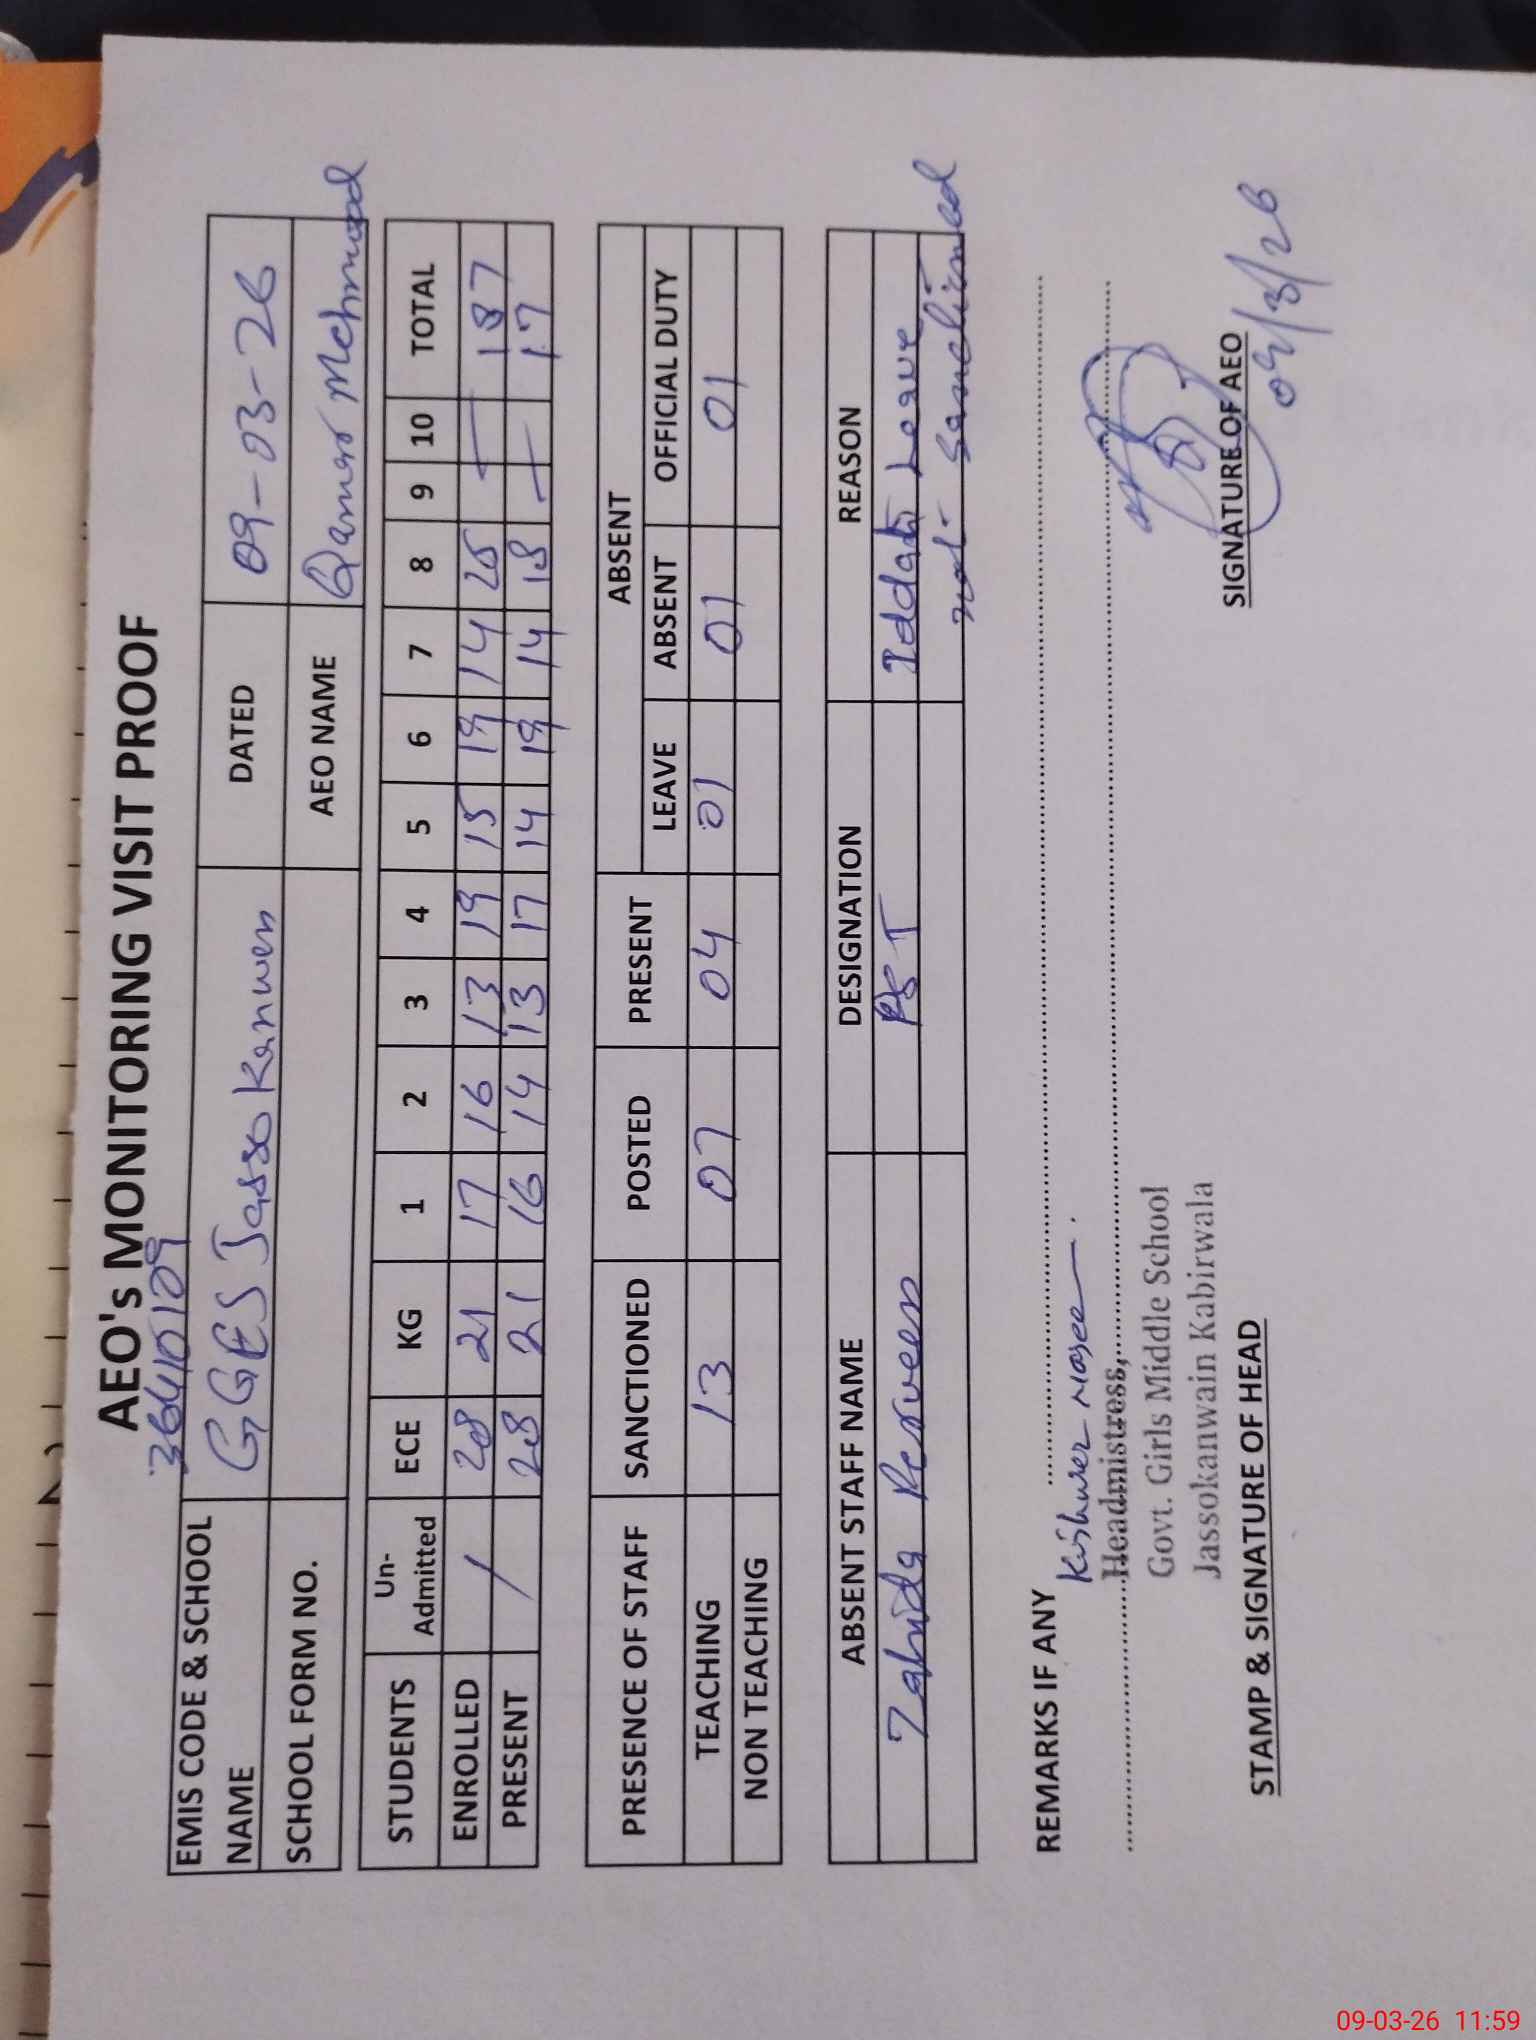 AEO's MONITORING VISIT PROOF
36410109
EMIS CODE & SCHOOL NAME GGES Jasso Kanwen DATED 09-03-26
SCHOOL FORM NO. AEO NAME Qamar Mehmood
STUDENTS Un-Admitted ECE KG 1 2 3 4 5 6 7 8 9 10 TOTAL
ENROLLED / 28 21 17 16 13 19 15 19 14 25 — 187
PRESENT / 28 21 16 14 13 17 14 19 14 18 — 17
PRESENCE OF STAFF SANCTIONED POSTED PRESENT ABSENT
LEAVE ABSENT OFFICIAL DUTY
TEACHING 13 07 04 01 01 01
NON TEACHING
ABSENT STAFF NAME DESIGNATION REASON
Zahida Perveen PST Iddat Leave
not
REMARKS IF ANY
Kishwer
Headmistress,
Govt. Girls Middle School
Jassokanwain Kabirwala
STAMP & SIGNATURE OF HEAD SIGNATURE OF AEO
09/3/26
09-03-26 11:59